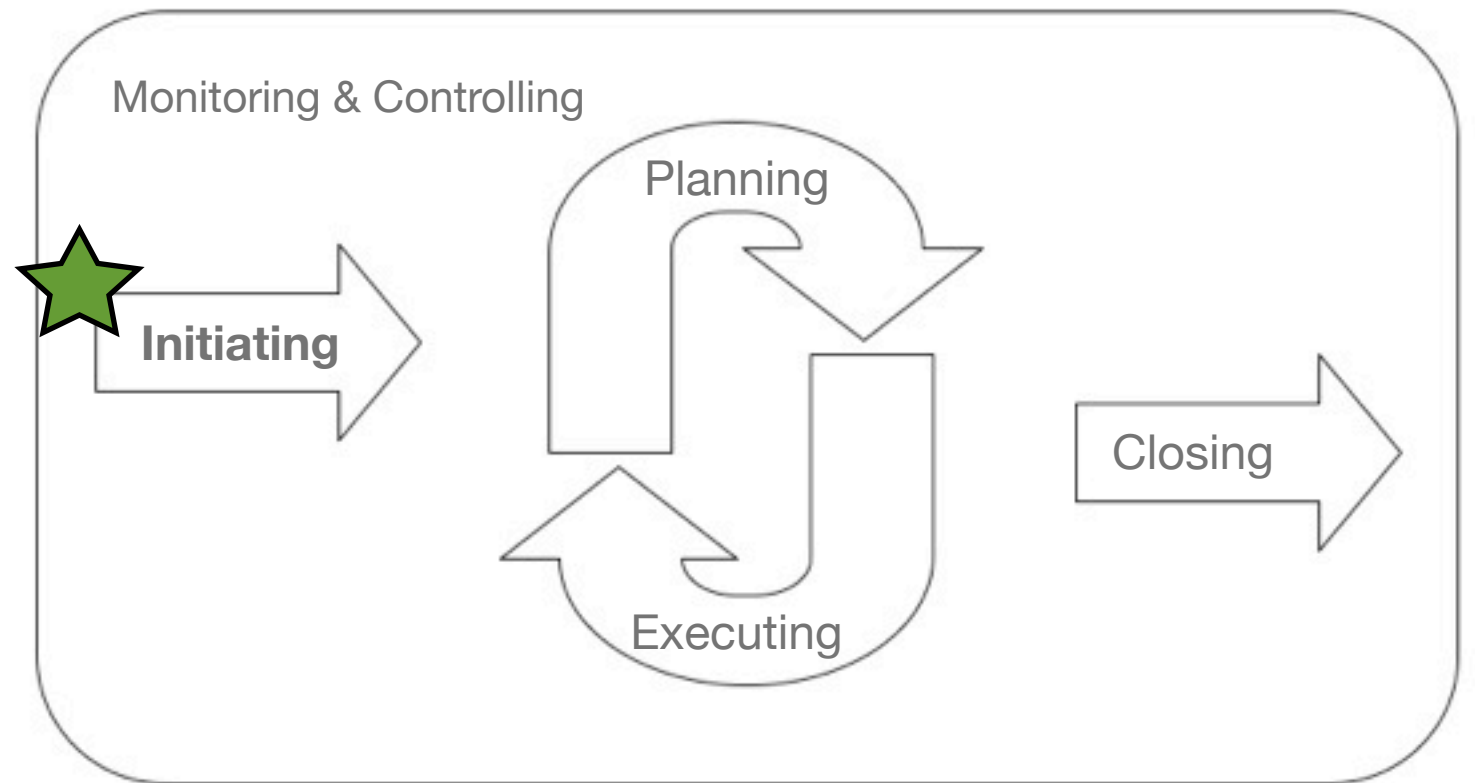 Monitoring & Controlling
Planning
Initiating
Closing
Executing